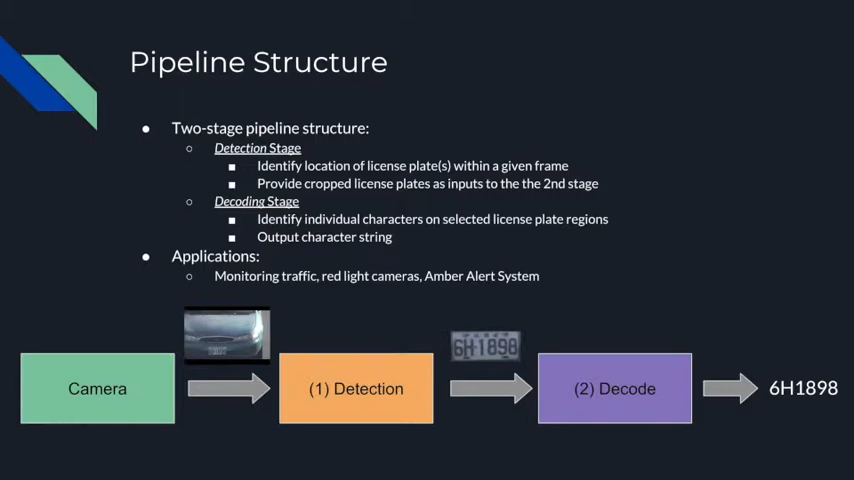 Pipeline Structure
● Two-stage pipeline structure:
○ Detection Stage
■ Identify location of license plate(s) within a given frame
■ Provide cropped license plates as inputs to the the 2nd stage
○ Decoding Stage
■ Identify individual characters on selected license plate regions
■ Output character string
● Applications:
○ Monitoring traffic, red light cameras, Amber Alert System
6H1898
Camera
(1) Detection
(2) Decode
6H1898